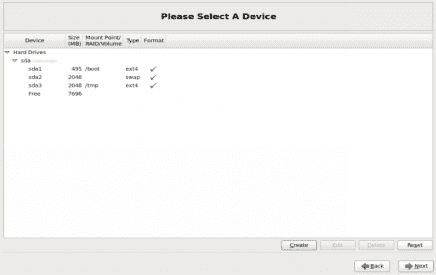 Please Select A Device
Device Size (MB) Mount Point/ RAID/Volume Type Format
Hard Drives
sda
sda1 495 /boot ext4 ✓
sda2 2048 swap ✓
sda3 2048 /tmp ext4 ✓
Free 7696
Create Edit Delete Reset
Back Next